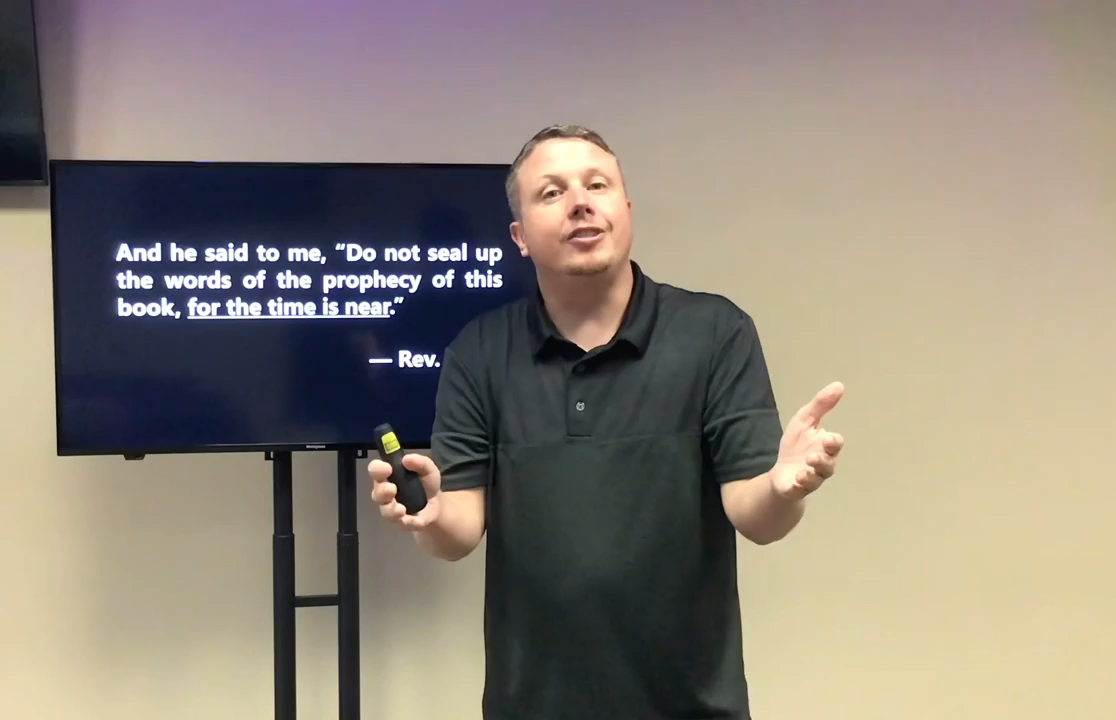 And he said to me, “Do not seal up
the words of the prophecy of this
book, for the time is near.”
— Rev.